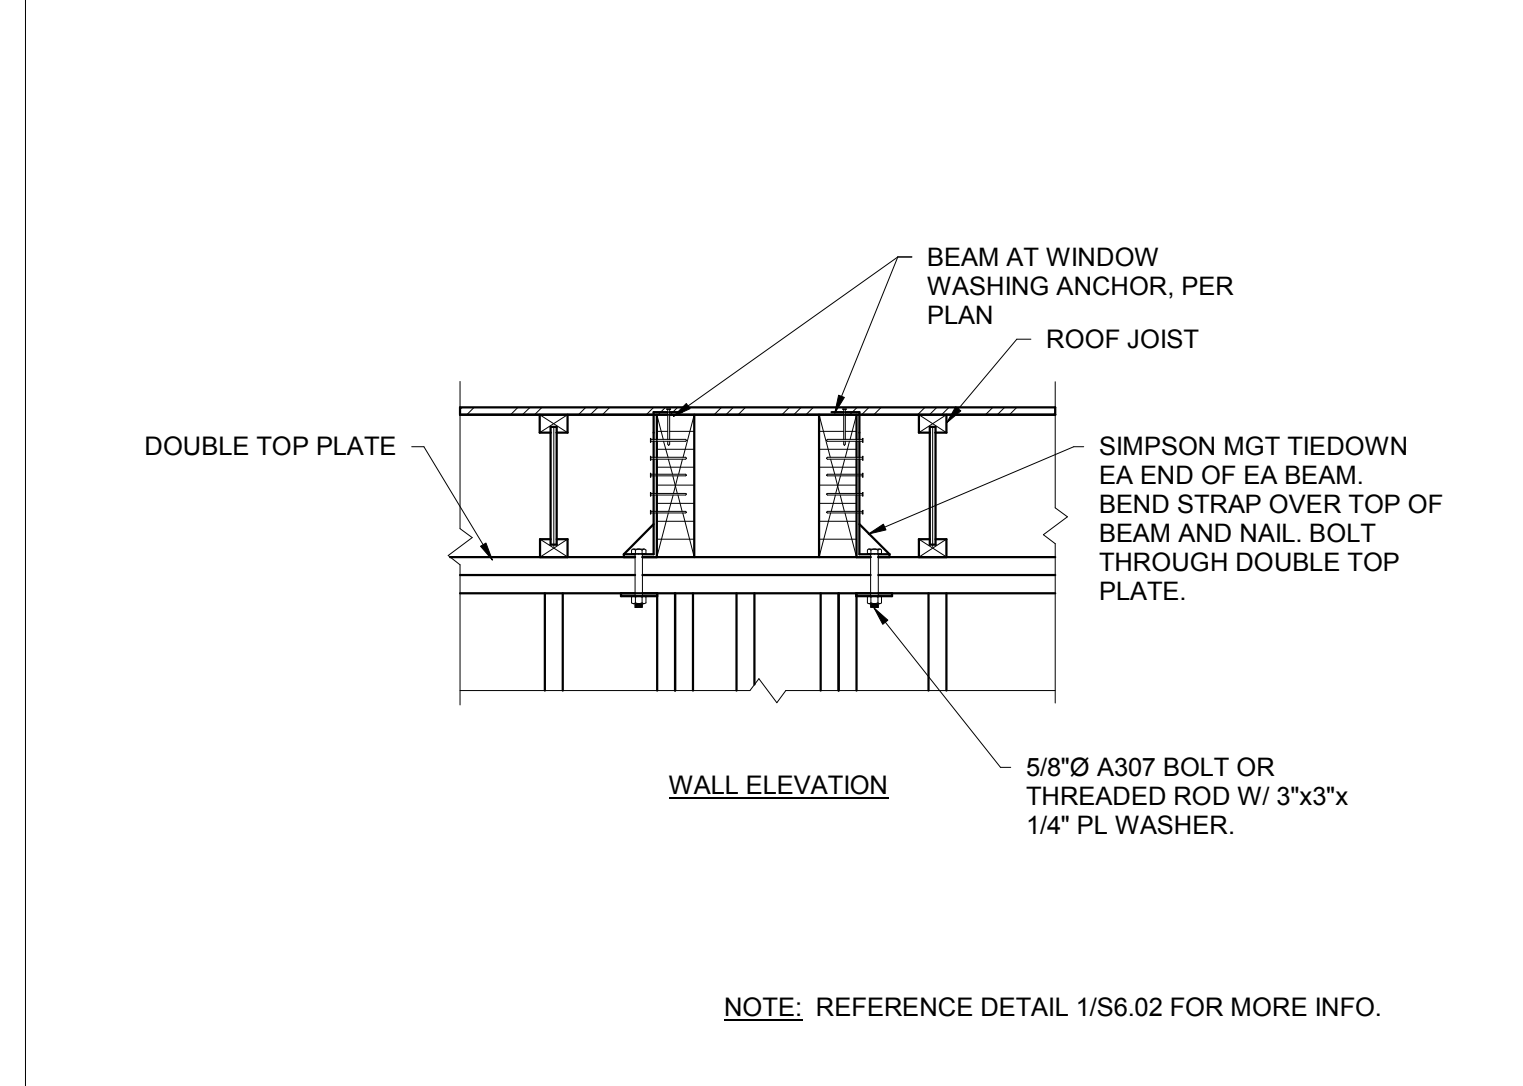 BEAM AT WINDOW
WASHING ANCHOR, PER
PLAN
ROOF JOIST
DOUBLE TOP PLATE
SIMPSON MGT TIEDOWN
EA END OF EA BEAM.
BEND STRAP OVER TOP OF
BEAM AND NAIL. BOLT
THROUGH DOUBLE TOP
PLATE.
5/8"Ø A307 BOLT OR
THREADED ROD W/ 3"x3"x
1/4" PL WASHER.
WALL ELEVATION
NOTE: REFERENCE DETAIL 1/S6.02 FOR MORE INFO.